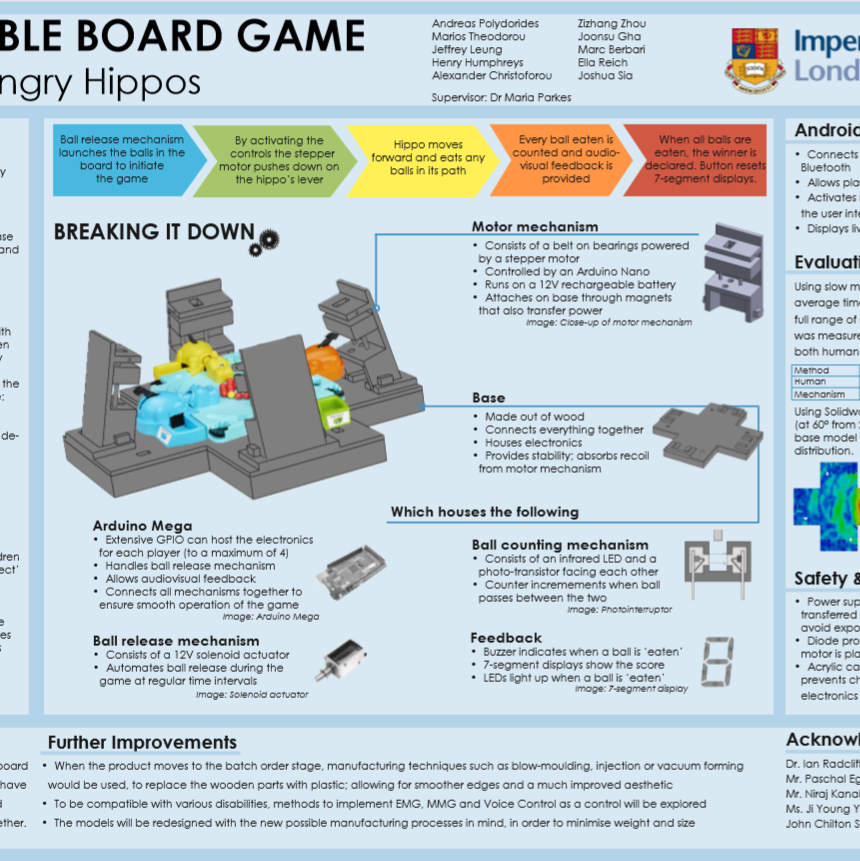 BLE BOARD GAME
ngry Hippos
Andreas Polydorides
Marios Theodorou
Jeffrey Leung
Henry Humphreys
Alexander Christoforou
Zizhang Zhou
Joonsu Gha
Marc Berbari
Ella Reich
Joshua Sia
Supervisor: Dr Maria Parkes
Imper
Lond
y
ase
and
ith
en
y
the
:
de-
dren
ect'
e
es
s
Ball release mechanism
launches the balls in the
board to initiate
the game
By activating the
controls the stepper
motor pushes down on
the hippo's lever
Hippo moves
forward and eats any
balls in its path
Every ball eaten is
counted and audio-
visual feedback is
provided
When all balls are
eaten, the winner is
declared. Button resets
7-segment displays.
BREAKING IT DOWN
Motor mechanism
• Consists of a belt on bearings powered
by a stepper motor
• Controlled by an Arduino Nano
• Runs on a 12V rechargeable battery
• Attaches on base through magnets
that also transfer power
Image: Close-up of motor mechanism
Base
• Made out of wood
• Connects everything together
• Houses electronics
• Provides stability; absorbs recoil
from motor mechanism
Which houses the following
Arduino Mega
• Extensive GPIO can host the electronics
for each player (to a maximum of 4)
• Handles ball release mechanism
• Allows audiovisual feedback
• Connects all mechanisms together to
ensure smooth operation of the game
Image: Arduino Mega
Ball release mechanism
• Consists of a 12V solenoid actuator
• Automates ball release during the
game at regular time intervals
Image: Solenoid actuator
Ball counting mechanism
• Consists of an infrared LED and a
photo-transistor facing each other
• Counter incrememnts when ball
passes between the two
Image: Photointerruptor
Feedback
• Buzzer indicates when a ball is 'eaten'
• 7-segment displays show the score
• LEDs light up when a ball is 'eaten'
Image: 7-segment display
Android
• Connects
Bluetooth
• Allows pla
• Activates
the user inte
• Displays liv
Evaluati
Using slow m
average time
full range of
was measure
both human
Method
Human
Mechanism
Using Solidwo
(at 60° from
base model
distribution.
Safety &
• Power sup
transferred
avoid expo
• Diode pro
motor is pla
• Acrylic ca
prevents ch
electronics
board
have
d
ether.
Further Improvements
• When the product moves to the batch order stage, manufacturing techniques such as blow-moulding, injection or vacuum forming
would be used, to replace the wooden parts with plastic; allowing for smoother edges and a much improved aesthetic
• To be compatible with various disabilities, methods to implement EMG, MMG and Voice Control as a control will be explored
• The models will be redesigned with the new possible manufacturing processes in mind, in order to minimise weight and size
Acknowl
Dr. Ian Radcliff
Mr. Paschal Eg
Mr. Niraj Kanal
Ms. Ji Young Y
John Chilton S